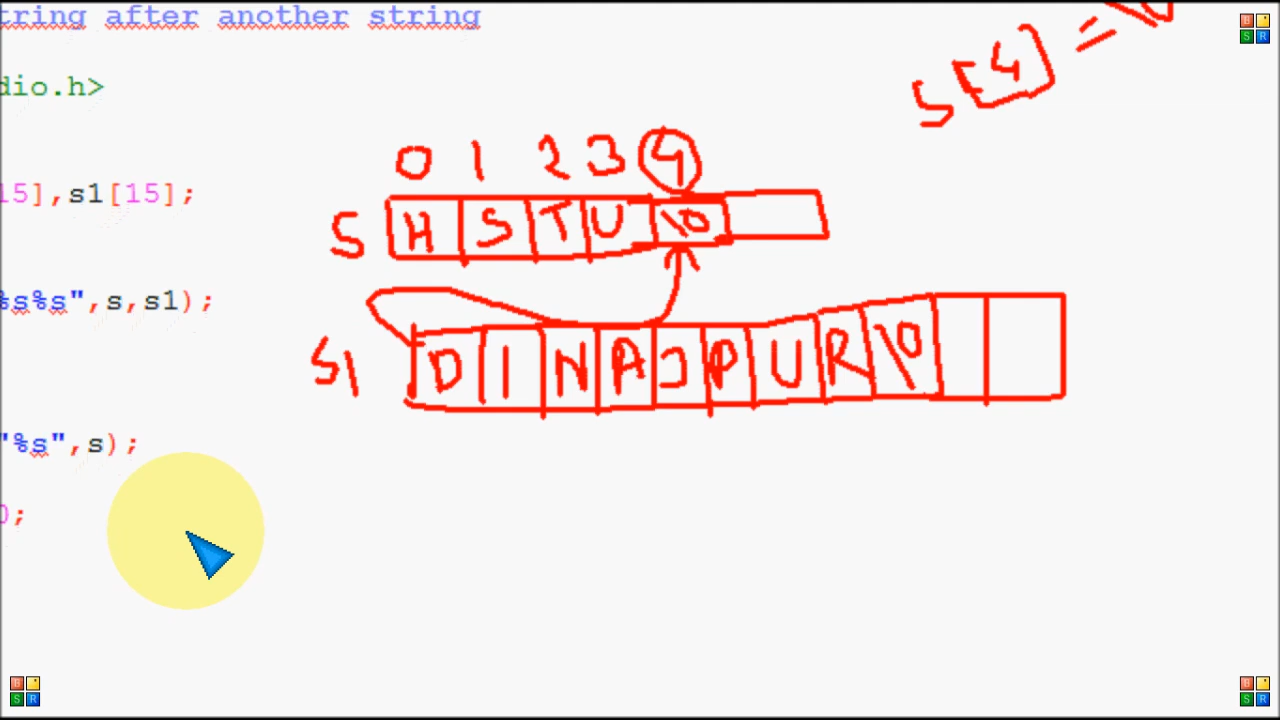 tring after another string
dio.h>
S[4] =
0 1 2 3 4
15],s1[15];
S H S T U \0
%s%s",s,s1);
S1 D I N A J P U R \0
"%s",s);
0;